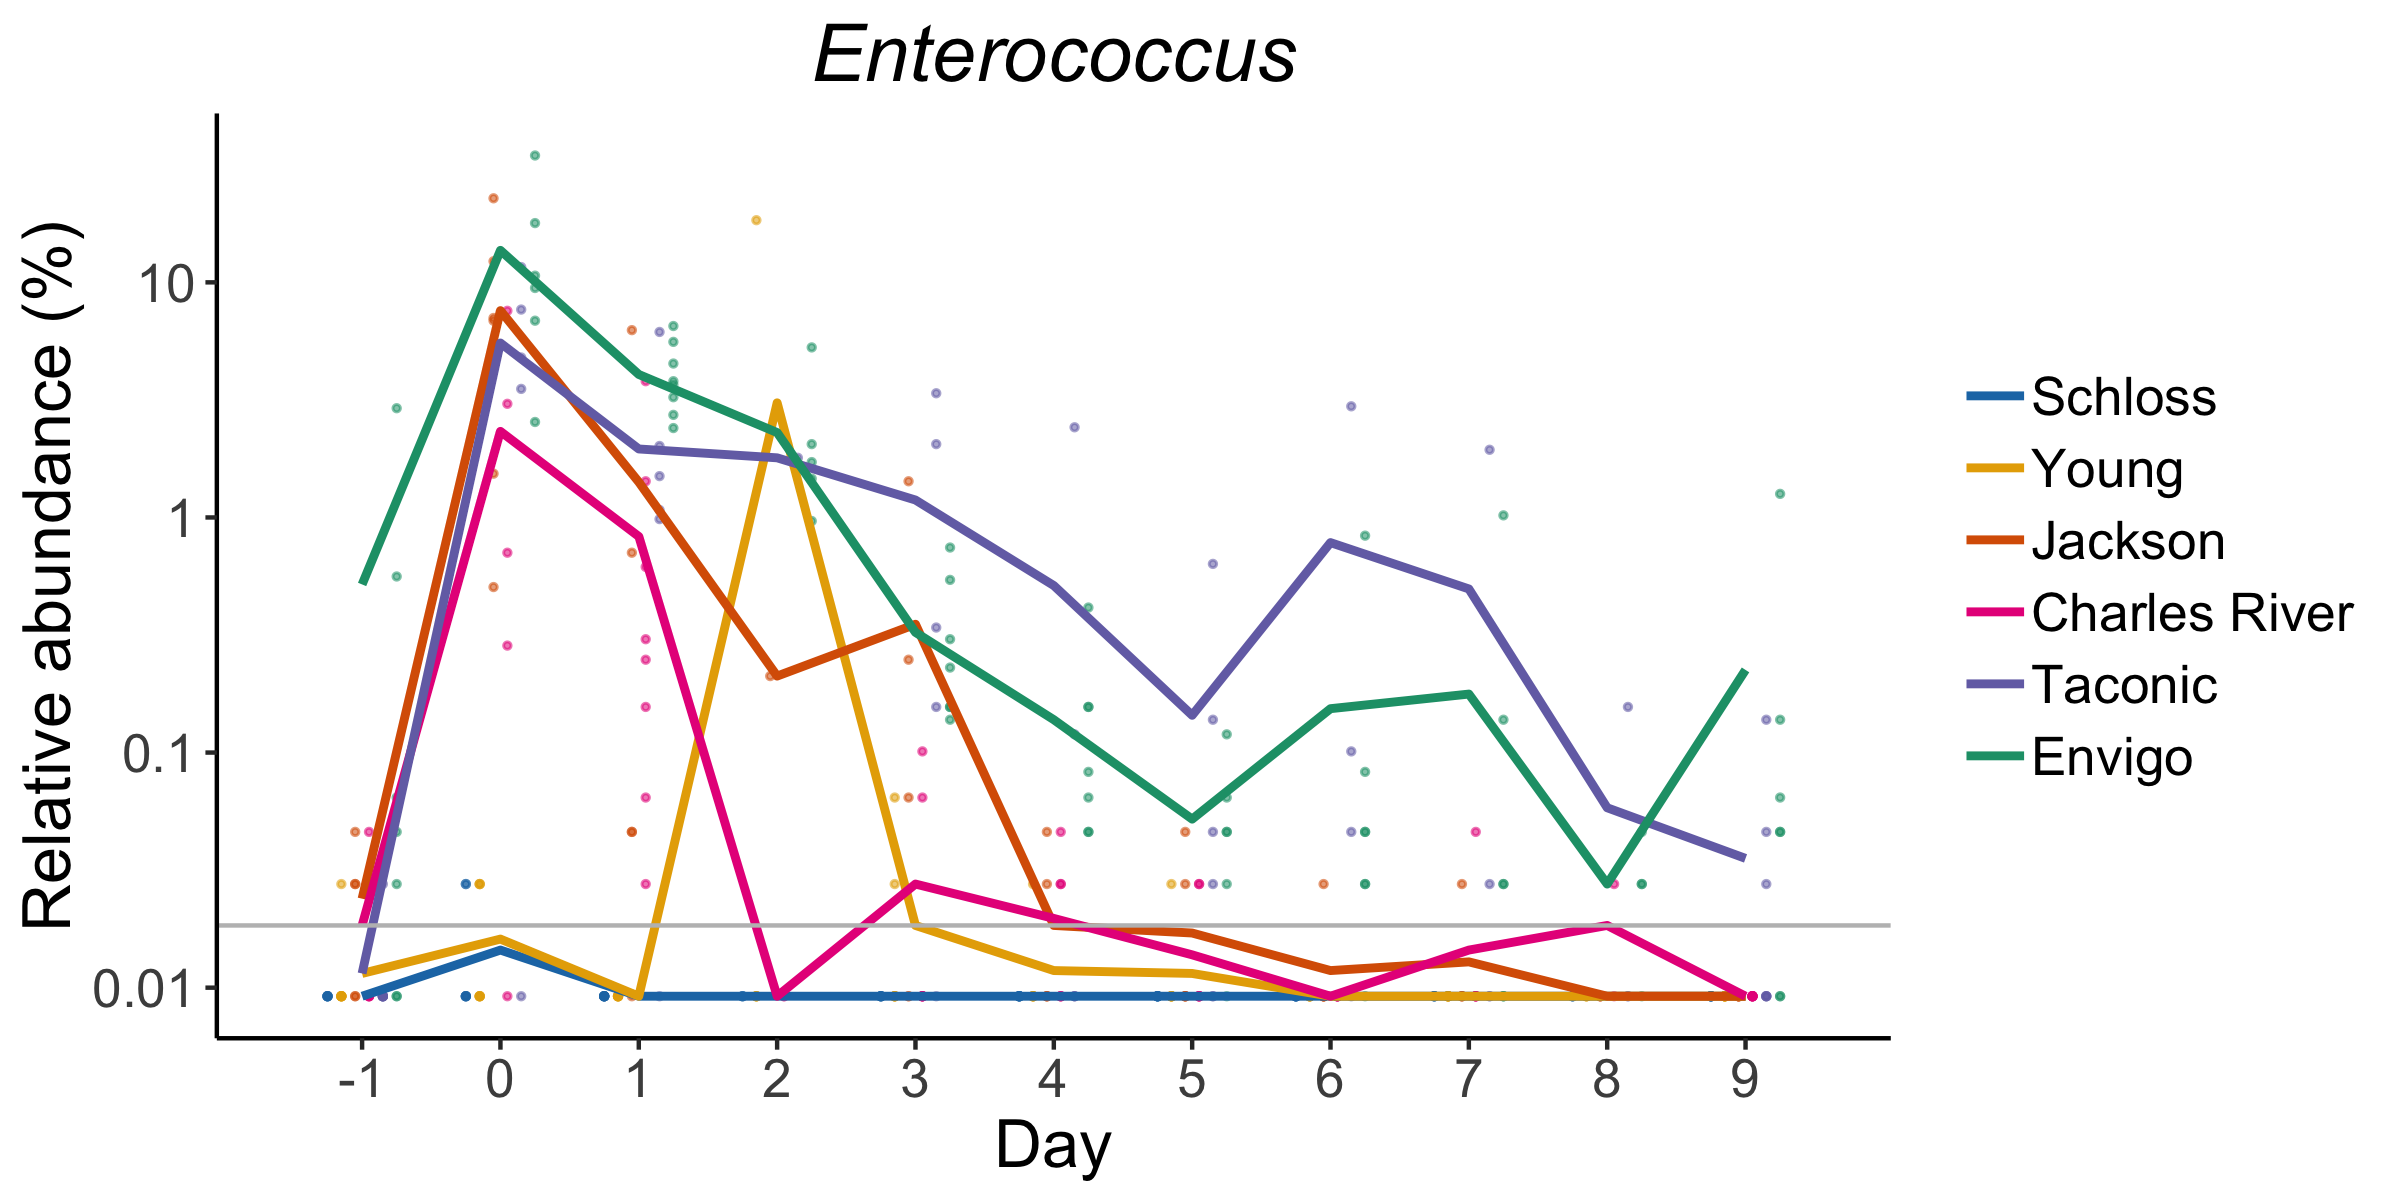 Enterococcus
Relative abundance (%)
10
1
0.1
0.01
-1 0 1 2 3 4 5 6 7 8 9
Day
Schloss
Young
Jackson
Charles River
Taconic
Envigo